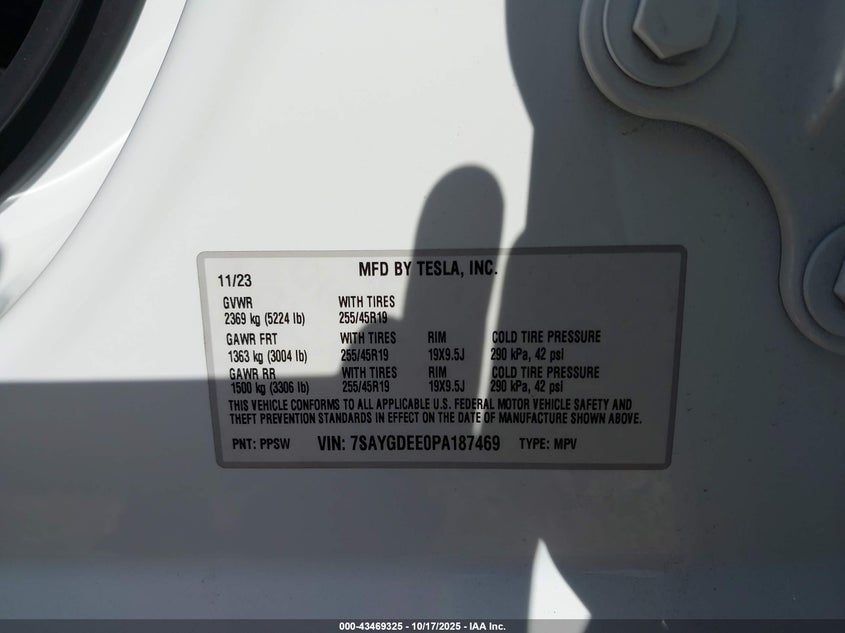 MFD BY TESLA, INC.
11/23
GVWR WITH TIRES
2369 kg (5224 lb) 255/45R19
GAWR FRT WITH TIRES RIM COLD TIRE PRESSURE
1363 kg (3004 lb) 255/45R19 19X9.5J 290 kPa, 42 psi
GAWR RR WITH TIRES RIM COLD TIRE PRESSURE
1500 kg (3306 lb) 255/45R19 19X9.5J 290 kPa, 42 psi
THIS VEHICLE CONFORMS TO ALL APPLICABLE U.S. FEDERAL MOTOR VEHICLE SAFETY AND
THEFT PREVENTION STANDARDS IN EFFECT ON THE DATE OF MANUFACTURE SHOWN ABOVE.
PNT: PPSW VIN: 7SAYGDEE0PA187469 TYPE: MPV
000-43469325 - 10/17/2025 - IAA Inc.